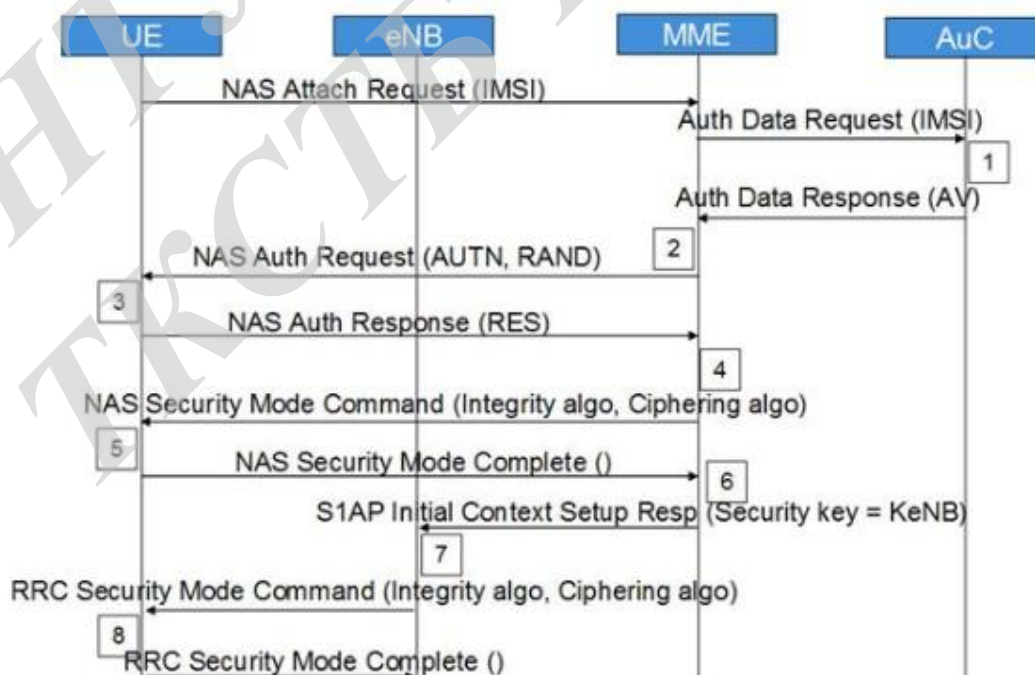 UE eNB MME AuC
NAS Attach Request (IMSI)
Auth Data Request (IMSI)
1
Auth Data Response (AV)
2
NAS Auth Request (AUTN, RAND)
3
NAS Auth Response (RES)
4
NAS Security Mode Command (Integrity algo, Ciphering algo)
5
NAS Security Mode Complete ()
6
S1AP Initial Context Setup Resp (Security key = KeNB)
7
RRC Security Mode Command (Integrity algo, Ciphering algo)
8
RRC Security Mode Complete ()